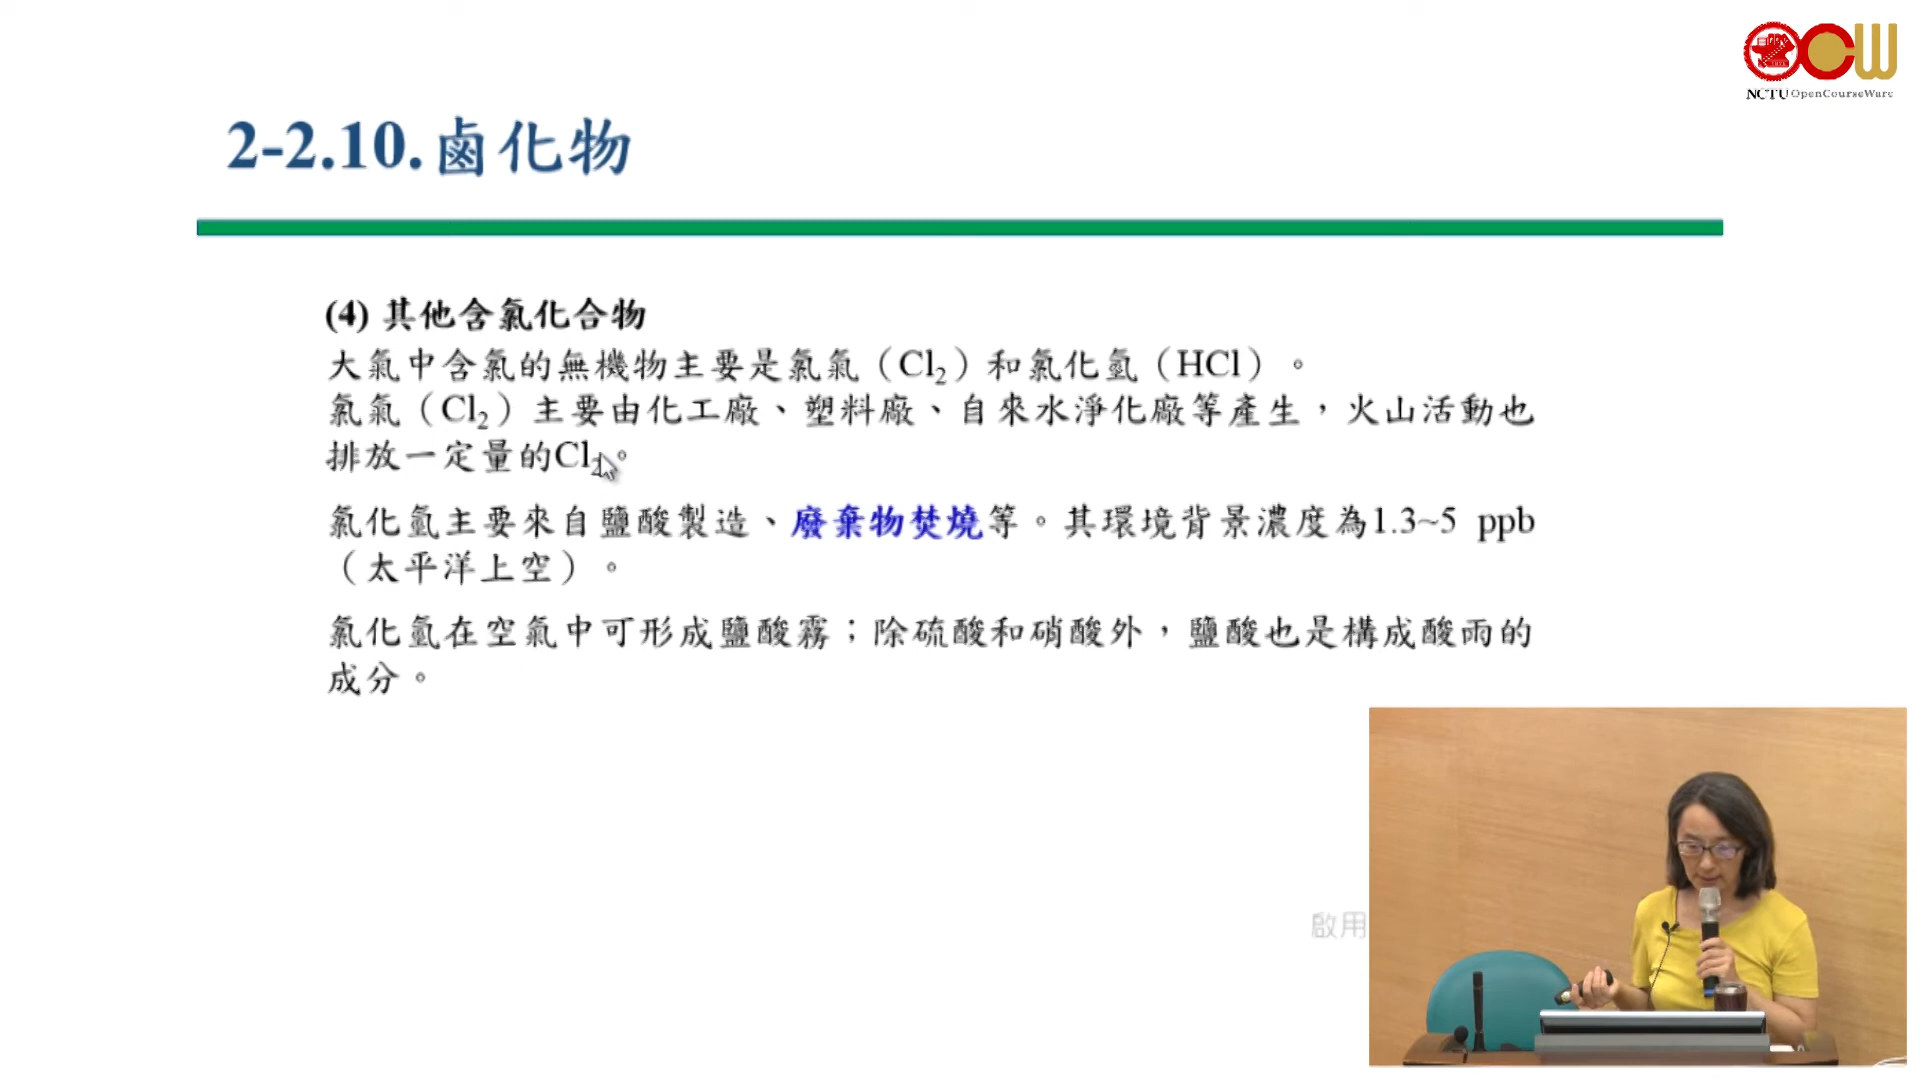 NCTU OpenCourseWare
2-2.10.鹵化物
(4) 其他含氯化合物
大氣中含氯的無機物主要是氯氣（Cl2）和氯化氫（HCl）。
氯氣（Cl2）主要由化工廠、塑料廠、自來水淨化廠等產生，火山活動也
排放一定量的Cl2。
氯化氫主要來自鹽酸製造、廢棄物焚燒等。其環境背景濃度為1.3~5 ppb
（太平洋上空）。
氯化氫在空氣中可形成鹽酸霧；除硫酸和硝酸外，鹽酸也是構成酸雨的
成分。
啟用